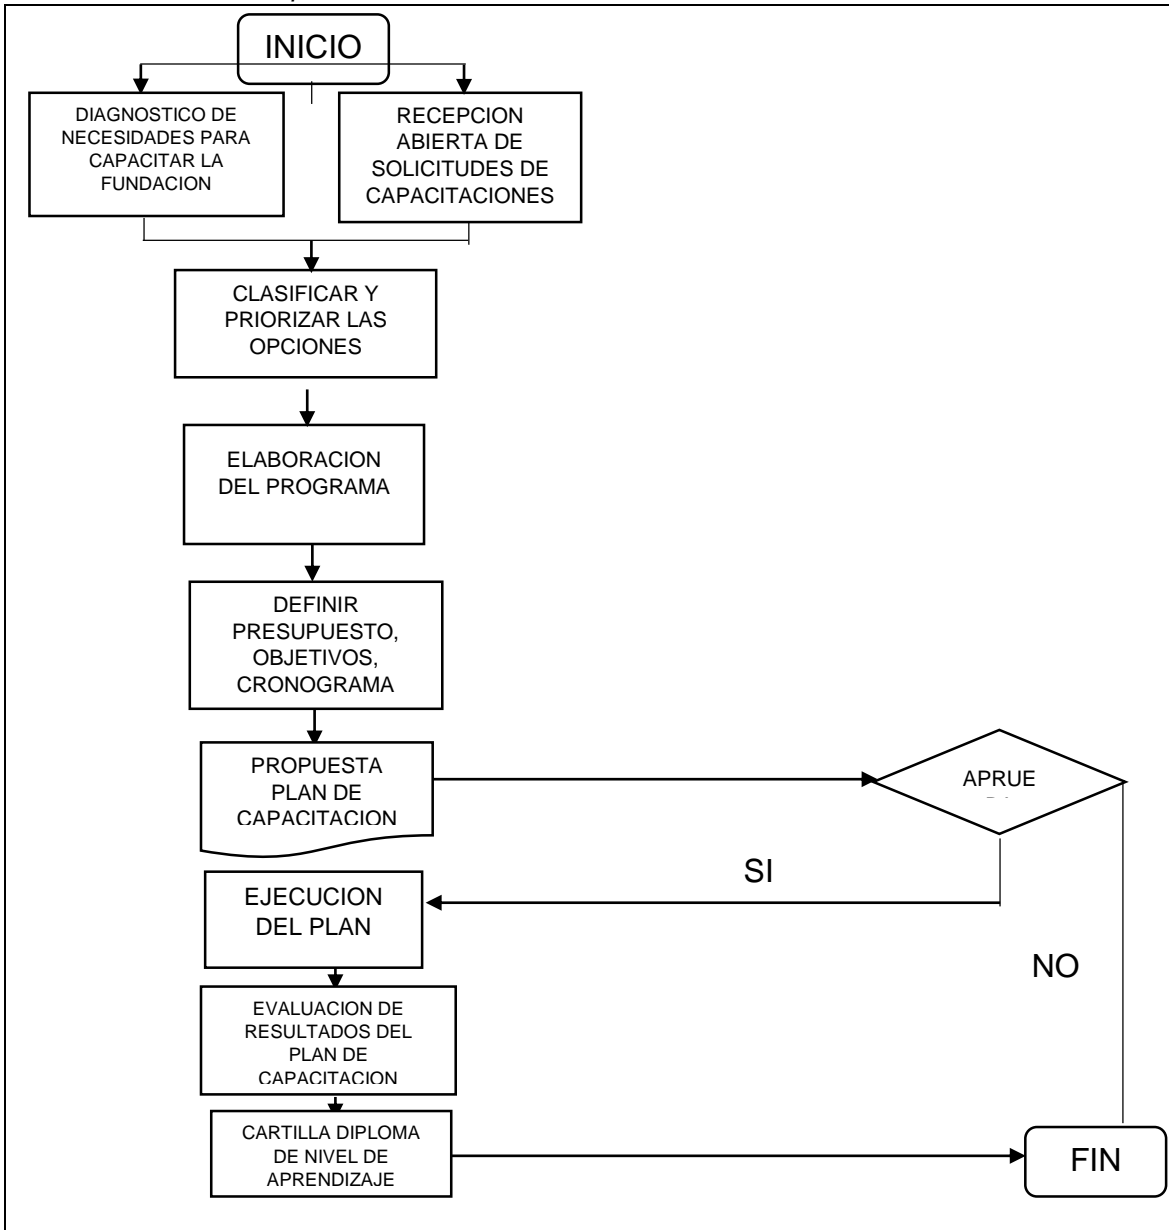 INICIO
DIAGNOSTICO DE
NECESIDADES PARA
CAPACITAR LA
FUNDACION
RECEPCION
ABIERTA DE
SOLICITUDES DE
CAPACITACIONES
CLASIFICAR Y
PRIORIZAR LAS
OPCIONES
ELABORACION
DEL PROGRAMA
DEFINIR
PRESUPUESTO,
OBJETIVOS,
CRONOGRAMA
PROPUESTA
PLAN DE
CAPACITACION
APRUE
SI
EJECUCION
DEL PLAN
NO
EVALUACION DE
RESULTADOS DEL
PLAN DE
CAPACITACION
CARTILLA DIPLOMA
DE NIVEL DE
APRENDIZAJE
FIN